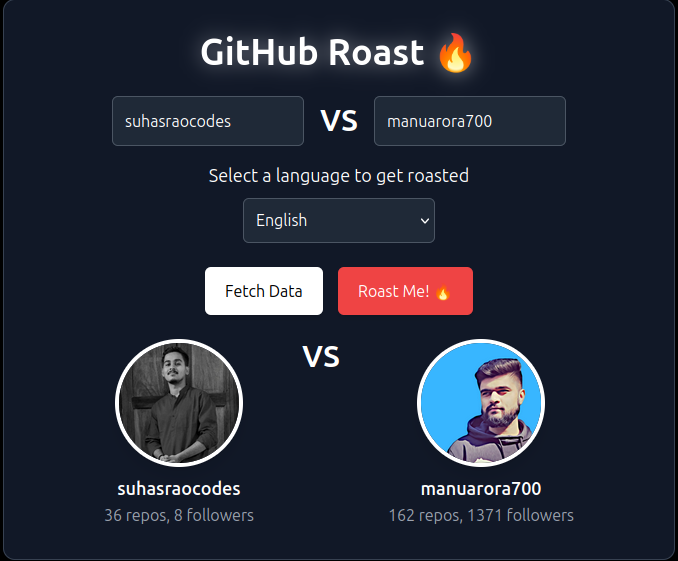 GitHub Roast 🔥
suhasraocodes VS manuarora700
Select a language to get roasted
English
Fetch Data Roast Me! 🔥
VS
suhasraocodes manuarora700
36 repos, 8 followers 162 repos, 1371 followers